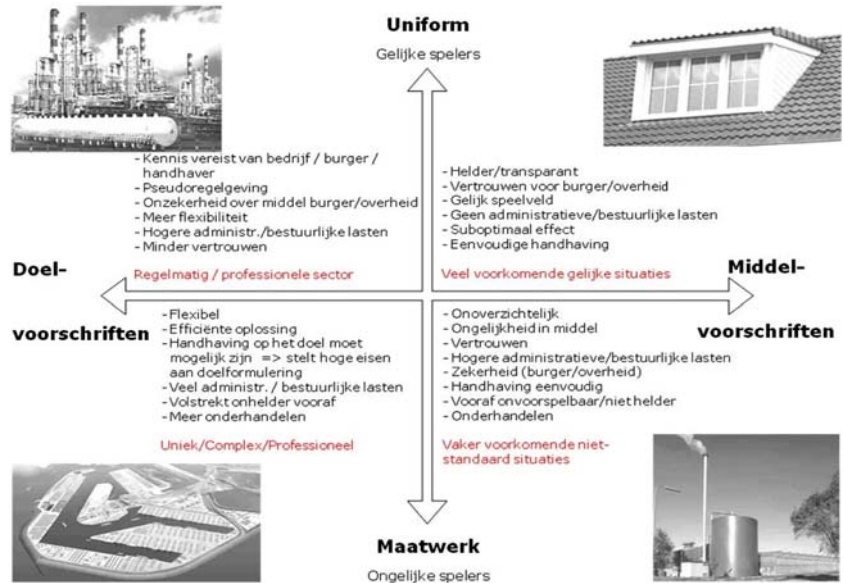 Uniform
Gelijke spelers
- Kennis vereist van bedrijf / burger /
handhaver
- Pseudoregelgeving
- Onzekerheid over middel burger/overheid
- Meer flexibiliteit
- Hogere administr./bestuurlijke lasten
- Minder vertrouwen
Regelmatig / professionele sector
- Helder/transparant
- Vertrouwen voor burger/overheid
- Gelijk speelveld
- Geen administratieve/bestuurlijke lasten
- Suboptimaal effect
- Eenvoudige handhaving
Veel voorkomende gelijke situaties
Doel-
voorschriften
Middel-
voorschriften
- Flexibel
- Efficiënte oplossing
- Handhaving op het doel moet
mogelijk zijn => stelt hoge eisen
aan doelformulering
- Veel administr. / bestuurlijke lasten
- Volstrekt onhelder vooraf
- Meer onderhandelen
Uniek/Complex/Professioneel
- Onoverzichtelijk
- Ongelijkheid in middel
- Vertrouwen
- Hogere administratieve/bestuurlijke lasten
- Zekerheid (burger/overheid)
- Handhaving eenvoudig
- Vooraf onvoorspelbaar/niet helder
- Onderhandelen
Vaker voorkomende niet-
standaard situaties
Maatwerk
Ongelijke spelers